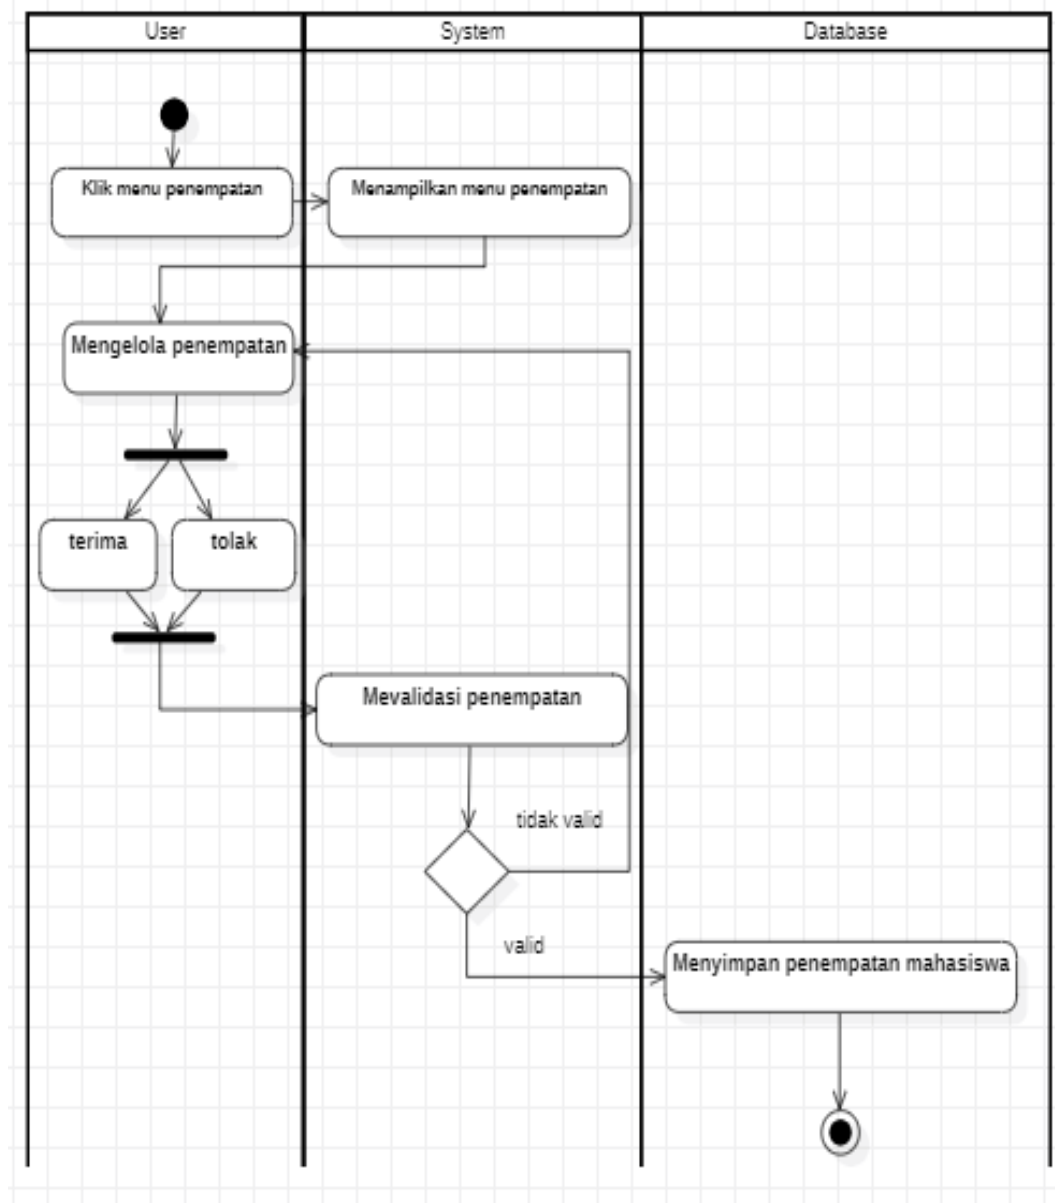 User
System
Database
Klik menu penempatan
Menampilkan menu penempatan
Mengelola penempatan
terima
tolak
Mevalidasi penempatan
tidak valid
valid
Menyimpan penempatan mahasiswa